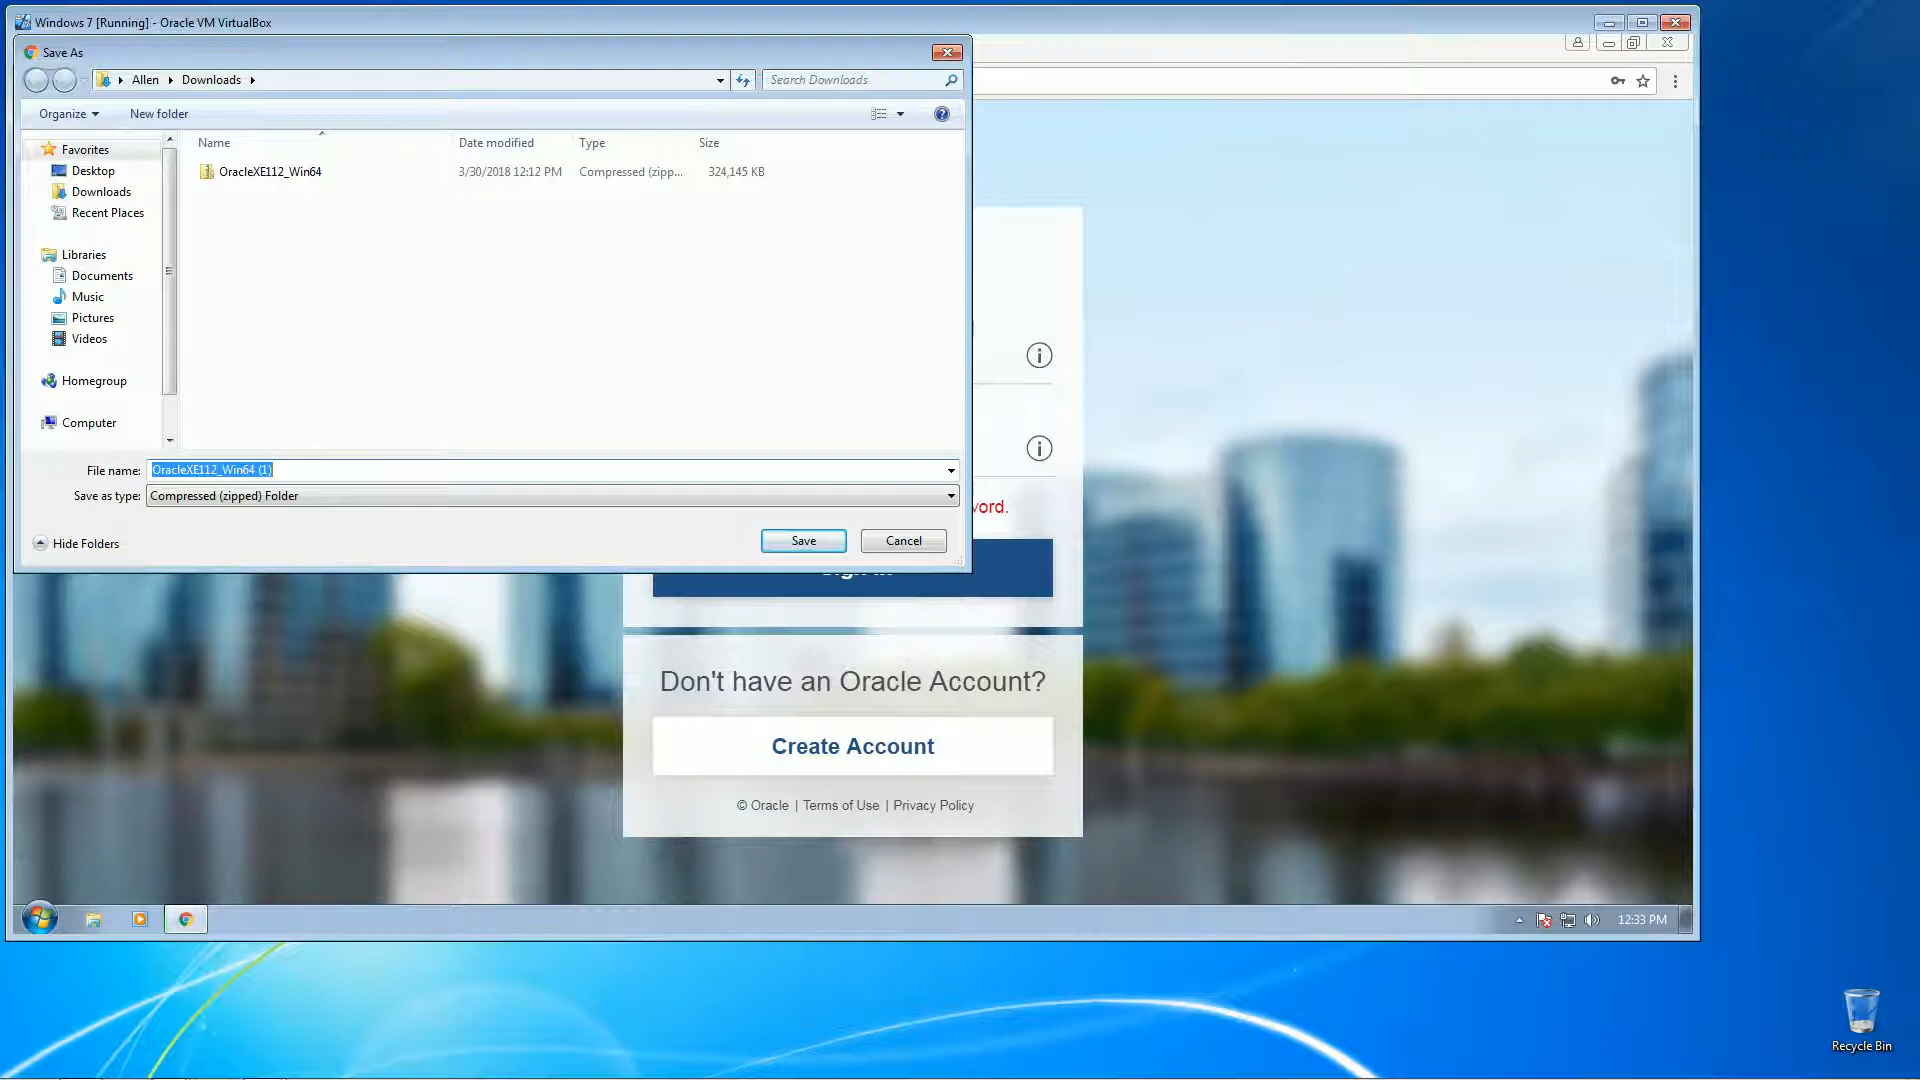 Windows 7 [Running] - Oracle VM VirtualBox
Save As
Allen Downloads
Search Downloads
Organize New folder
Name Date modified Type Size
OracleXE112_Win64 3/30/2018 12:12 PM Compressed (zipp... 324,145 KB
Favorites
Desktop
Downloads
Recent Places
Libraries
Documents
Music
Pictures
Videos
Homegroup
Computer
File name: OracleXE112_Win64 (1)
Save as type: Compressed (zipped) Folder
Hide Folders Save Cancel
Don't have an Oracle Account?
Create Account
© Oracle | Terms of Use | Privacy Policy
12:33 PM
Recycle Bin